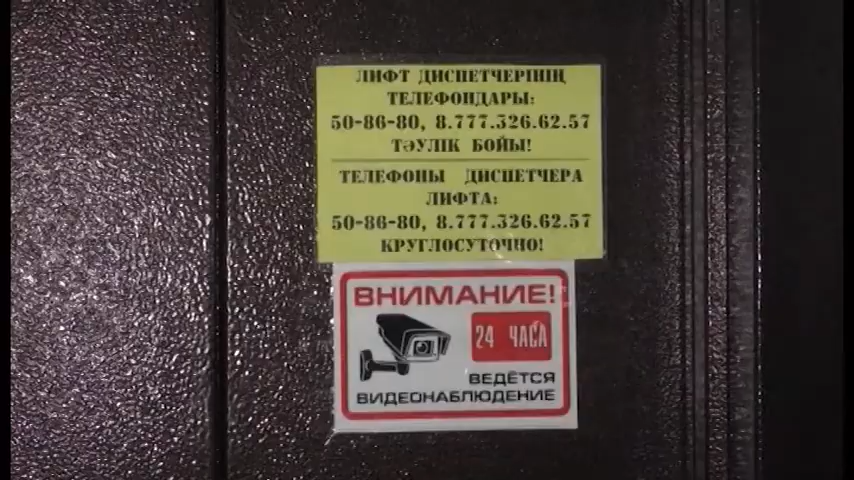 ЛИФТ ДИСПЕТЧЕРІНІҢ
ТЕЛЕФОНДАРЫ:
50-86-80, 8.777.326.62.57
ТӘУЛІК БОЙЫ!
ТЕЛЕФОНЫ ДИСПЕТЧЕРА
ЛИФТА:
50-86-80, 8.777.326.62.57
КРУГЛОСУТОЧНО!
ВНИМАНИЕ!
24 ЧАСА
ВЕДЁТСЯ
ВИДЕОНАБЛЮДЕНИЕ